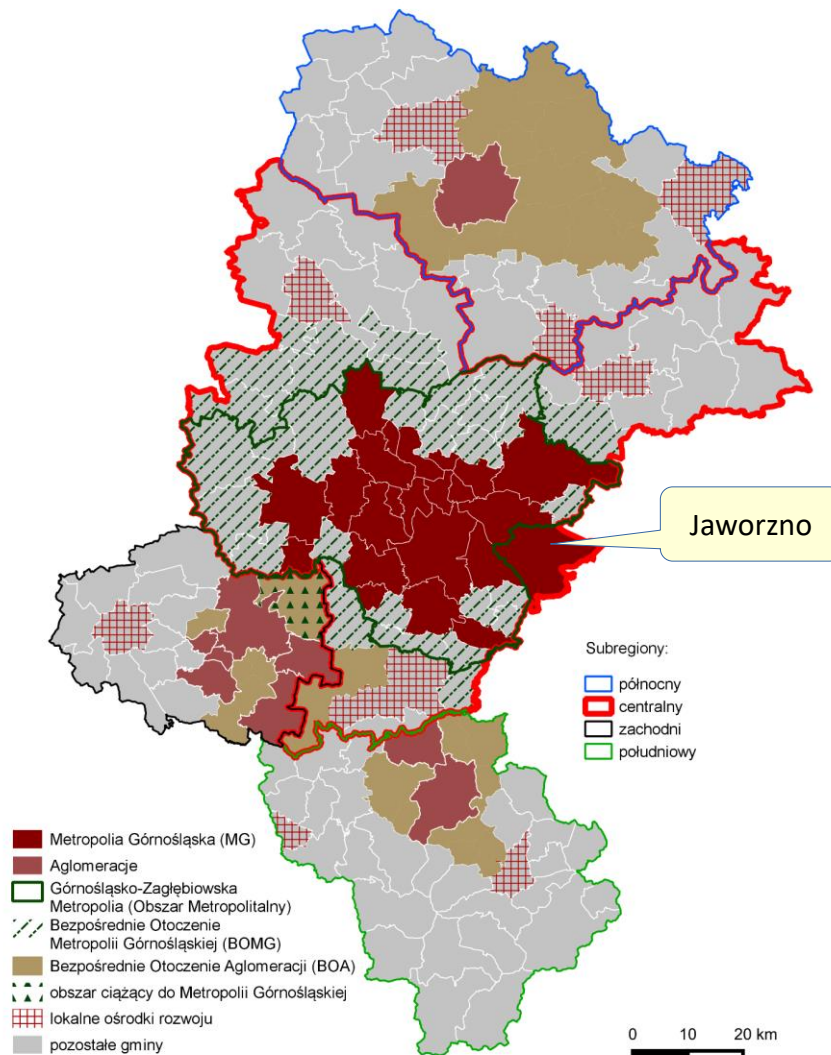 Jaworzno
Subregiony:
północny
centralny
zachodni
południowy
Metropolia Górnośląska (MG)
Aglomeracje
Górnośląsko-Zagłębiowska
Metropolia (Obszar Metropolitalny)
Bezpośrednie Otoczenie
Metropolii Górnośląskiej (BOMG)
Bezpośrednie Otoczenie Aglomeracji (BOA)
obszar ciążący do Metropolii Górnośląskiej
lokalne ośrodki rozwoju
pozostałe gminy
0 10 20 km